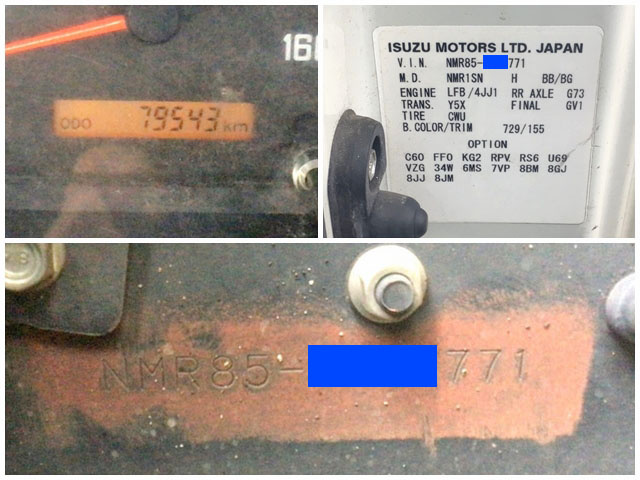 160
ODO 79543 km
ISUZU MOTORS LTD. JAPAN
V.I.N. NMR85- 771
M.D. NMR1SN H BB/BG
ENGINE LFB/4JJ1 RR AXLE G73
TRANS. Y5X FINAL GV1
TIRE CWU
B.COLOR/TRIM 729/155
OPTION
C60 FF0 KG2 RPV RS6 U69
VZG 34W 6MS 7VP 8BM 8GJ
8JJ 8JM
NMR85- 771